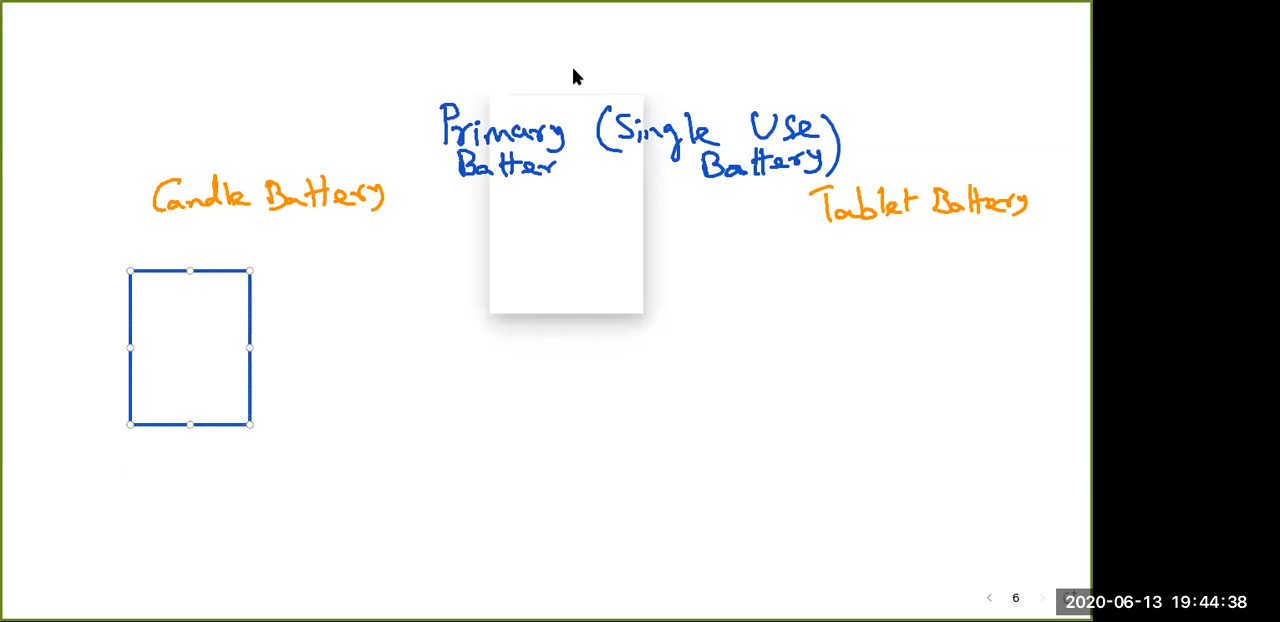 Primary (Single Use
Batter Battery)
Candle Battery
Tablet Battery
6
2020-06-13 19:44:38